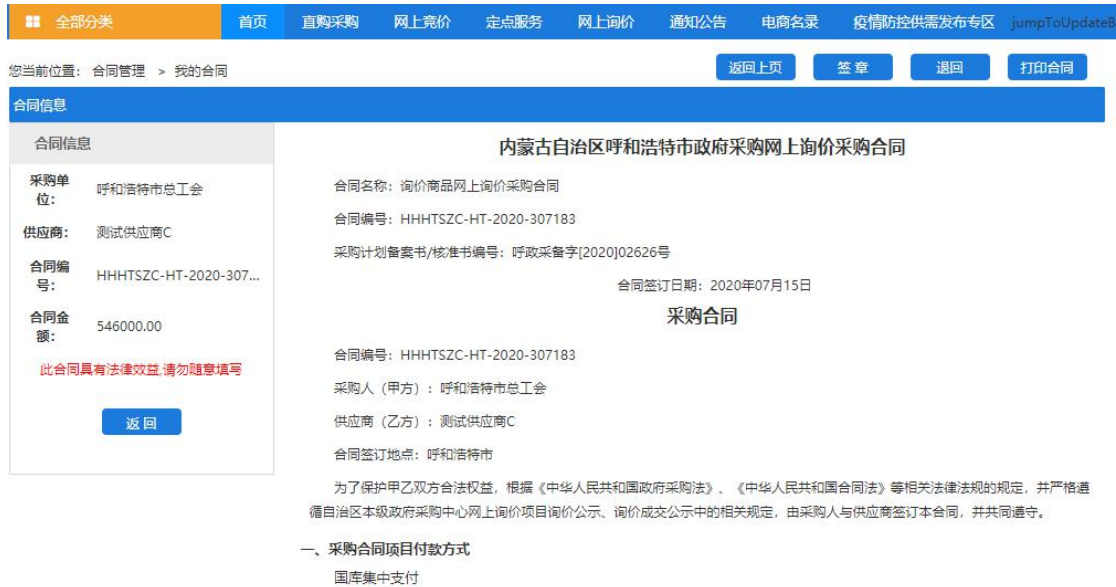 全部分类 首页 直购采购 网上竞价 定点服务 网上询价 通知公告 电商名录 疫情防控供需发布专区 jumpToUpdateB
您当前位置: 合同管理 > 我的合同 返回上页 签 章 退回 打印合同
合同信息
合同信息
采购单位: 呼和浩特市总工会
供应商: 测试供应商C
合同编号: HHHTSZC-HT-2020-307...
合同金额: 546000.00
此合同具有法律效益,请勿随意填写
返 回
内蒙古自治区呼和浩特市政府采购网上询价采购合同
合同名称: 询价商品网上询价采购合同
合同编号: HHHTSZC-HT-2020-307183
采购计划备案书/核准书编号: 呼政采备字[2020]02626号
合同签订日期: 2020年07月15日
采购合同
合同编号: HHHTSZC-HT-2020-307183
采购人（甲方）: 呼和浩特市总工会
供应商（乙方）: 测试供应商C
合同签订地点: 呼和浩特市
为了保护甲乙双方合法权益，根据《中华人民共和国政府采购法》、《中华人民共和国合同法》等相关法律法规的规定，并严格遵
循自治区本级政府采购中心网上询价项目询价公示、询价成交公示中的相关规定，由采购人与供应商签订本合同，并共同遵守。
一、采购合同项目付款方式
国库集中支付